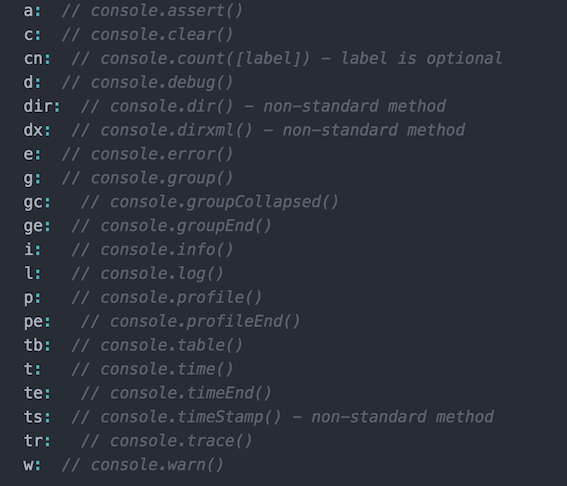 a: // console.assert()
c: // console.clear()
cn: // console.count([label]) - label is optional
d: // console.debug()
dir: // console.dir() - non-standard method
dx: // console.dirxml() - non-standard method
e: // console.error()
g: // console.group()
gc: // console.groupCollapsed()
ge: // console.groupEnd()
i: // console.info()
l: // console.log()
p: // console.profile()
pe: // console.profileEnd()
tb: // console.table()
t: // console.time()
te: // console.timeEnd()
ts: // console.timeStamp() - non-standard method
tr: // console.trace()
w: // console.warn()